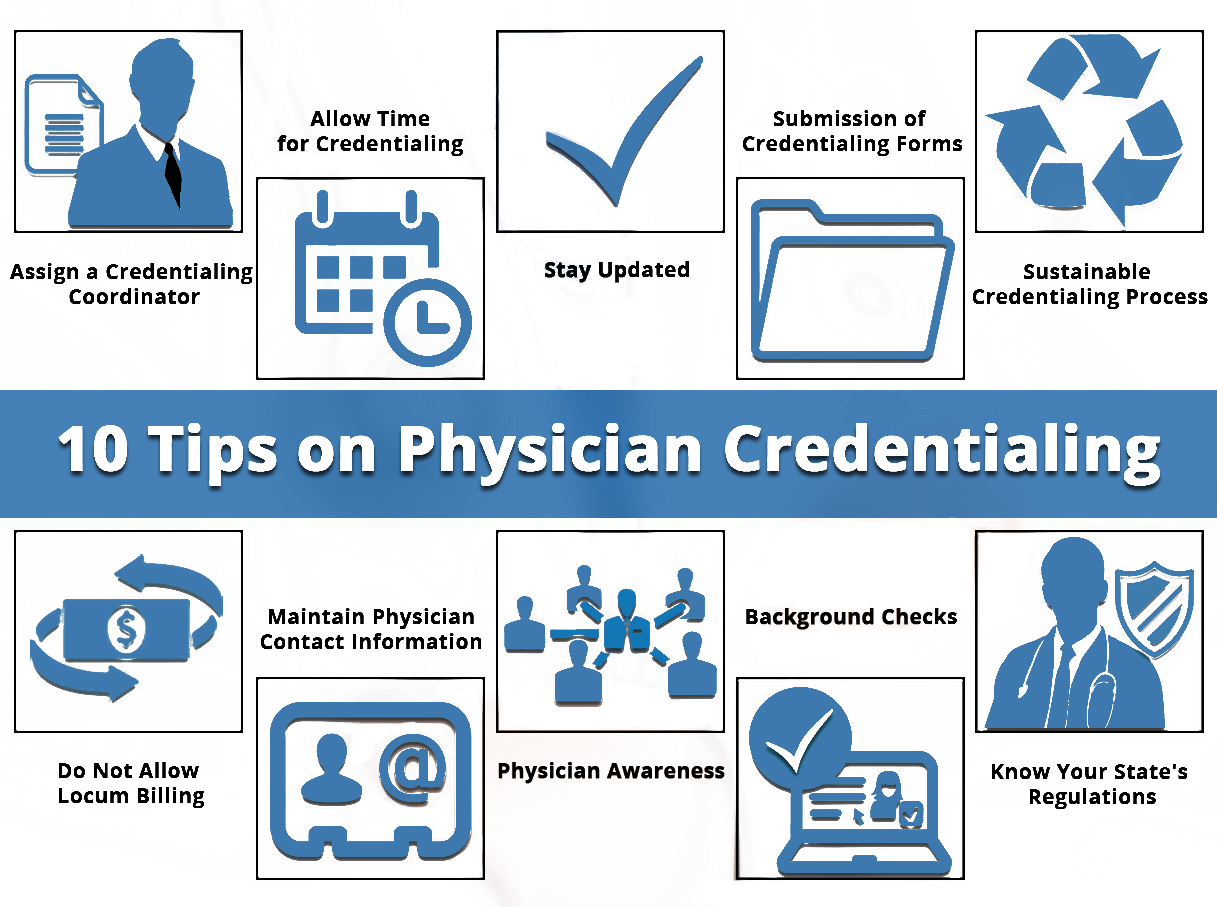 Assign a Credentialing
Coordinator
Allow Time
for Credentialing
Stay Updated
Submission of
Credentialing Forms
Sustainable
Credentialing Process
10 Tips on Physician Credentialing
$
Do Not Allow
Locum Billing
Maintain Physician
Contact Information
@
Physician Awareness
Background Checks
Know Your State's
Regulations